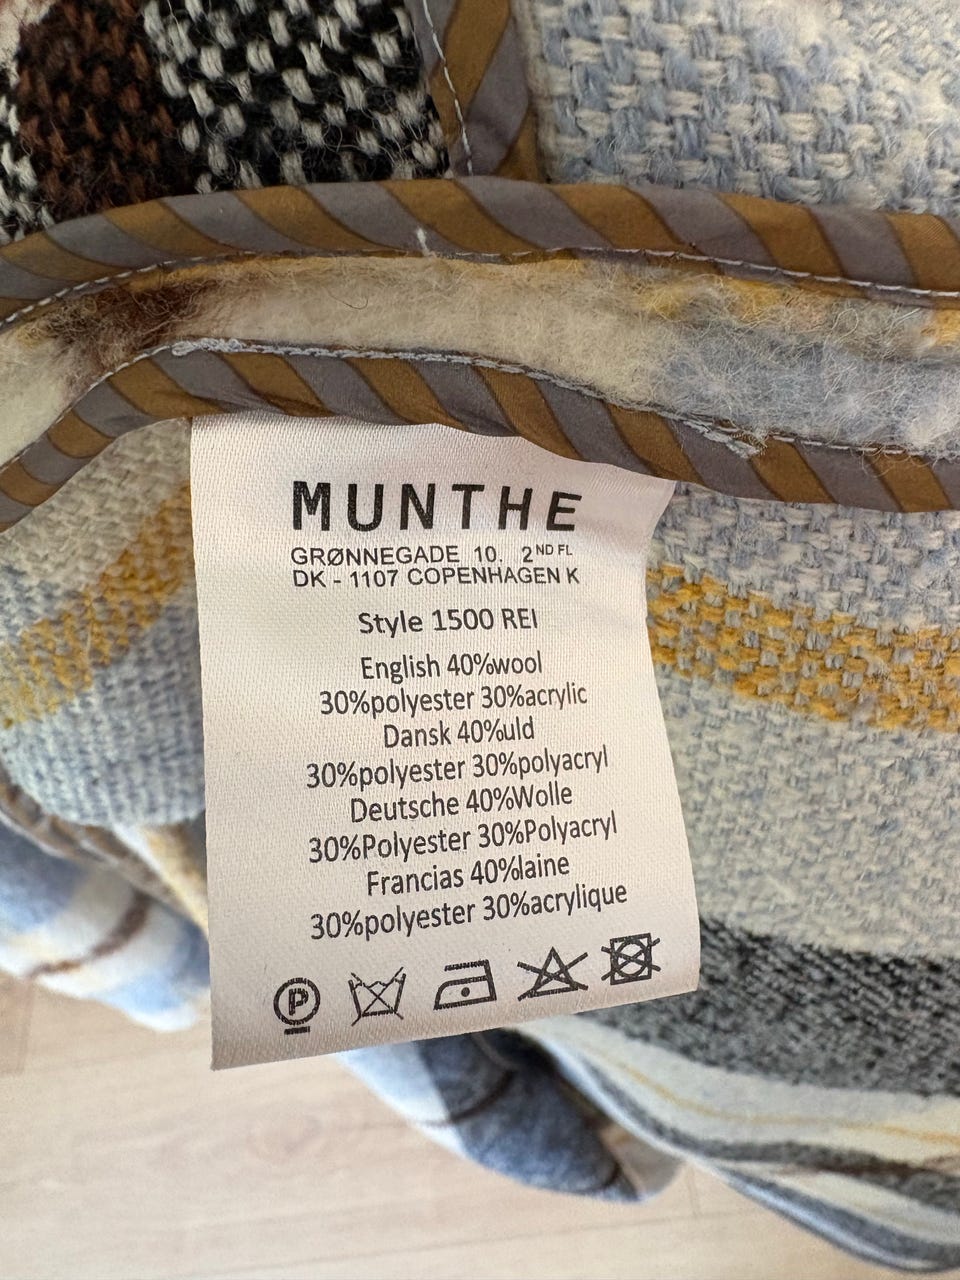 MUNTHE
GRØNNEGADE 10. 2ND FL
DK - 1107 COPENHAGEN K
Style 1500 REI
English 40%wool
30%polyester 30%acrylic
Dansk 40%uld
30%polyester 30%polyacryl
Deutsche 40%Wolle
30%Polyester 30%Polyacryl
Francias 40%laine
30%polyester 30%acrylique
P